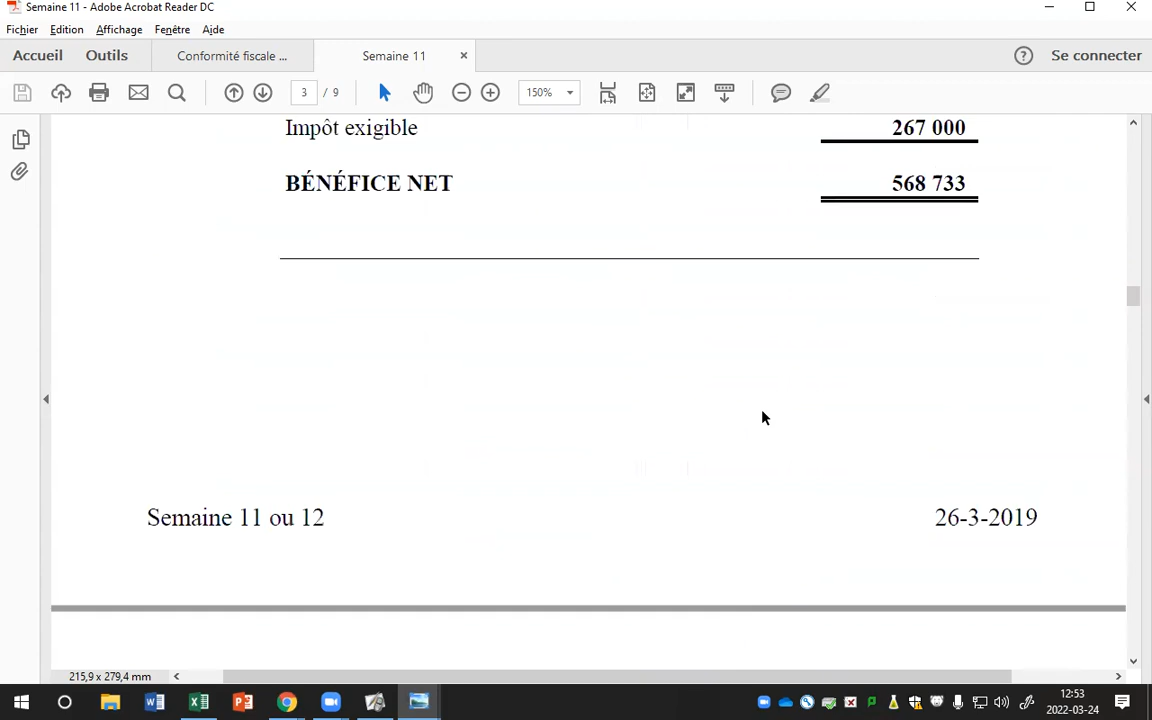 Semaine 11 - Adobe Acrobat Reader DC
Fichier Edition Affichage Fenêtre Aide
Accueil Outils Conformité fiscale ... Semaine 11 × ? Se connecter
3 / 9 150%
Impôt exigible 267 000
BÉNÉFICE NET 568 733
Semaine 11 ou 12 26-3-2019
215,9 x 279,4 mm
12:53
2022-03-24